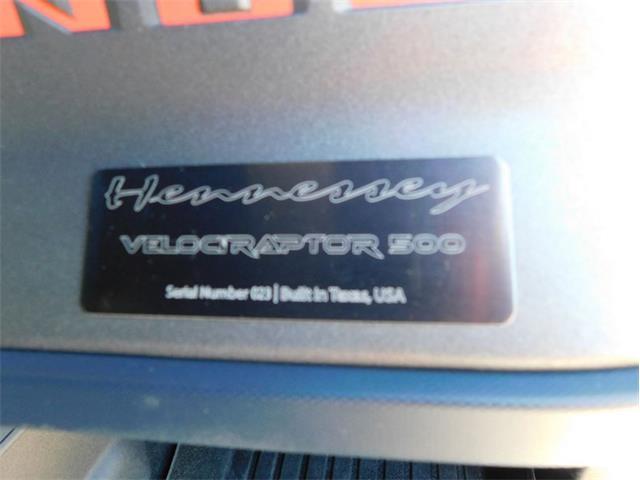 Hennessey
VELOCIRAPTOR 500
Serial Number 023 | Built in Texas, USA